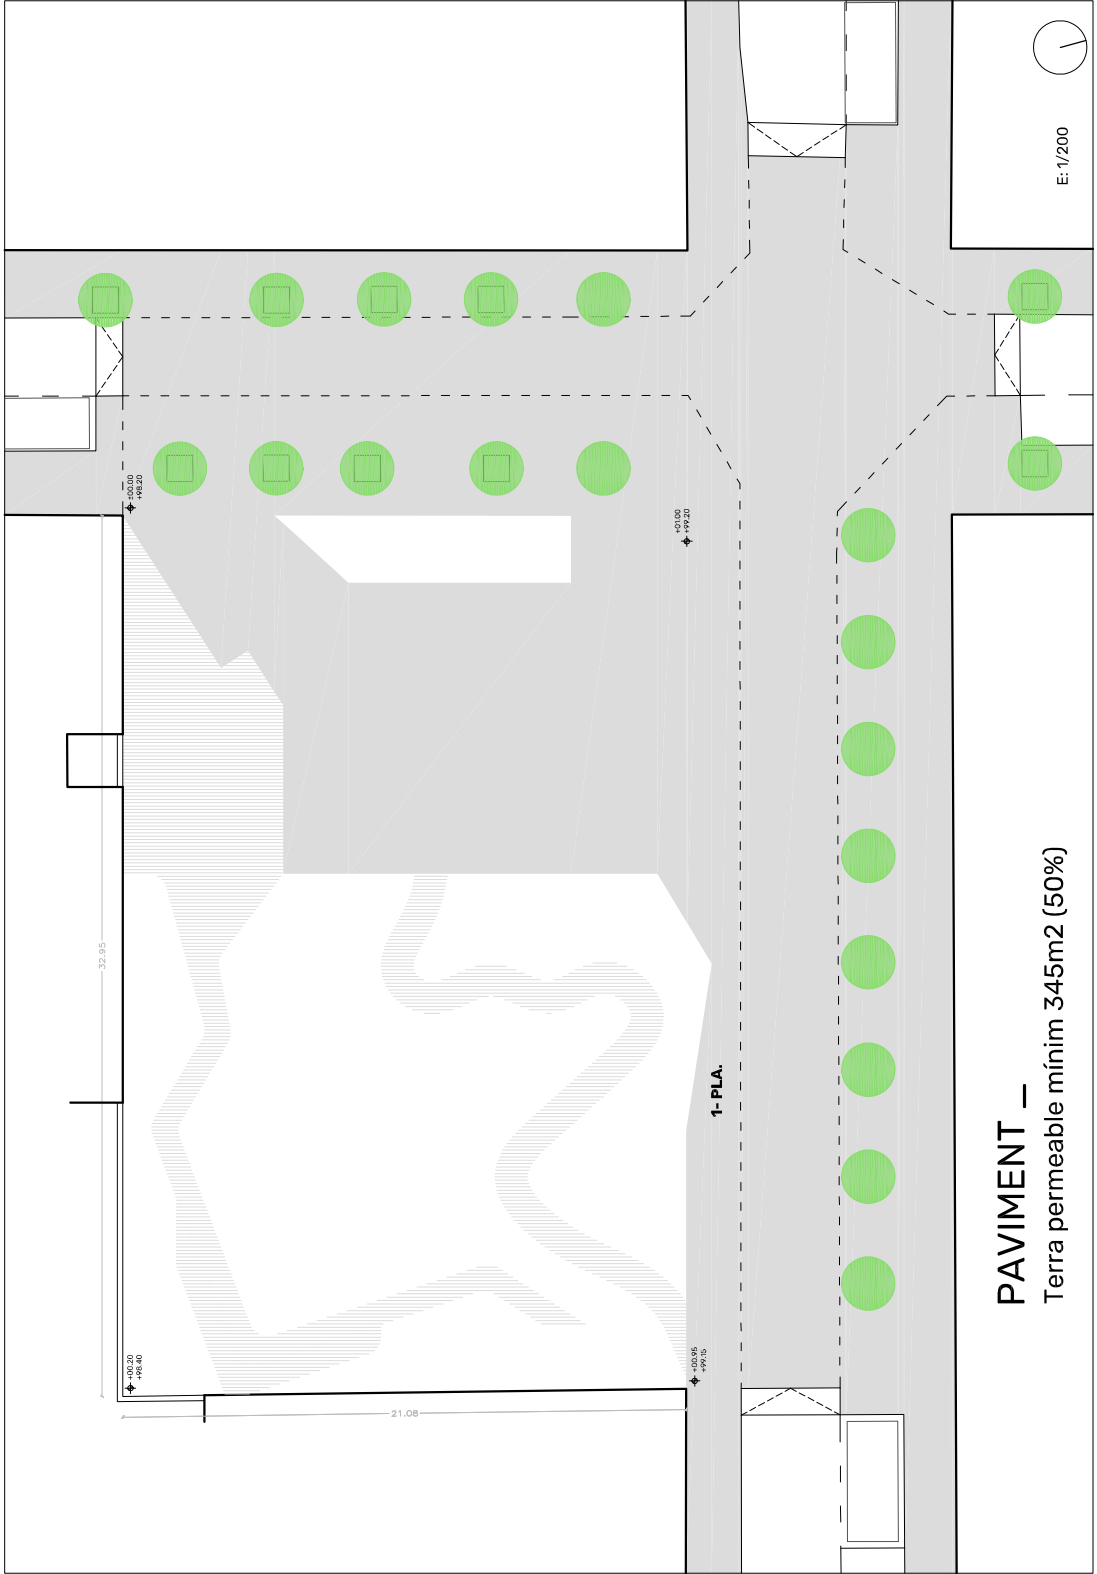 PAVIMENT _
Terra permeable mínim 345m2 (50%)
E: 1/200
1- PLA.
±00.00
+98.20
+01.00
+99.20
+00.20
+98.40
+00.95
+99.15
32.95
21.08